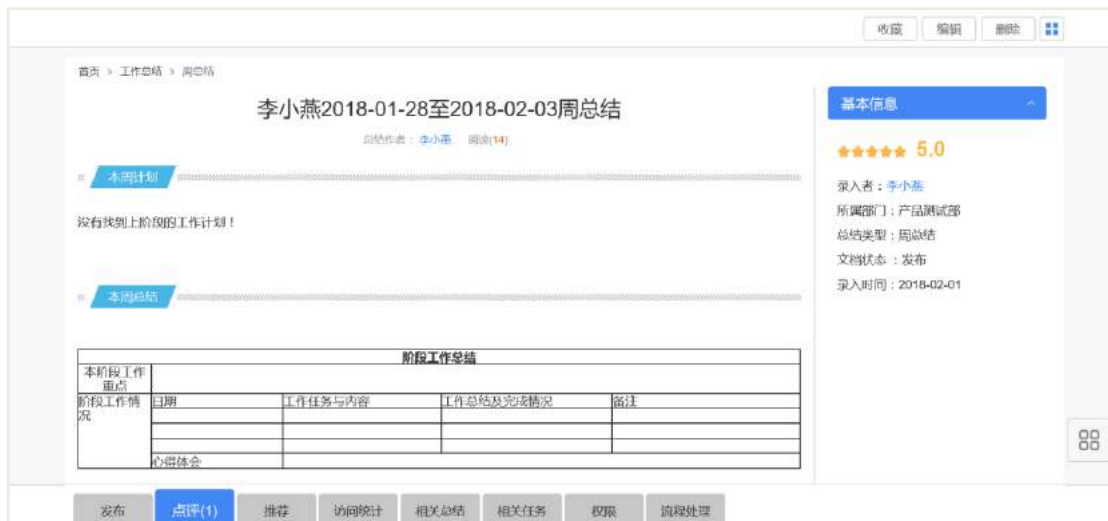 收藏 编辑 删除
首页 > 工作总结 > 周总结
李小燕2018-01-28至2018-02-03周总结
总结作者：李小燕 阅读(14)
本周计划
没有找到上阶段的工作计划！
本周总结
阶段工作总结
本阶段工作
重点
阶段工作情 日期 工作任务与内容 工作总结及完成情况 备注
况
心得体会
基本信息
5.0
录入者：李小燕
所属部门：产品测试部
总结类型：周总结
文档状态：发布
录入时间：2018-02-01
发布 点评(1) 推荐 访问统计 相关总结 相关任务 权限 流程处理